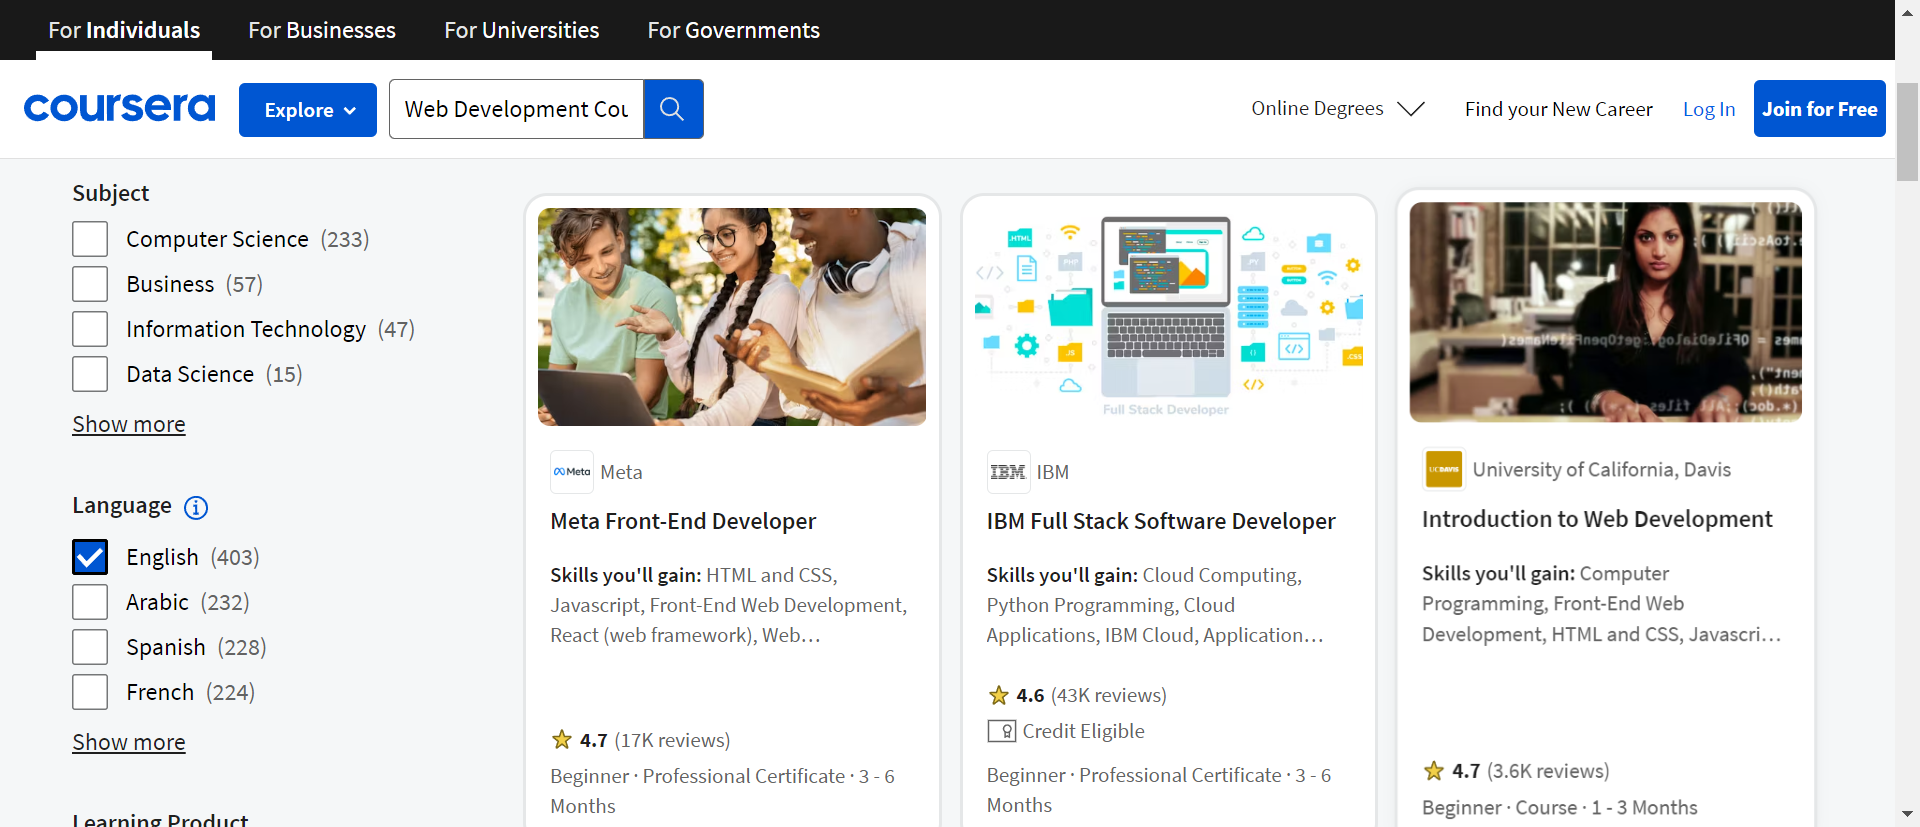 For Individuals
For Businesses
For Universities
For Governments
coursera
Explore
Web Development Cou
Online Degrees
Find your New Career
Log In
Join for Free
Subject
Computer Science (233)
Business (57)
Information Technology (47)
Data Science (15)
Show more
Language
English (403)
Arabic (232)
Spanish (228)
French (224)
Show more
Learning Product
Meta
Meta
Meta Front-End Developer
Skills you'll gain: HTML and CSS,
Javascript, Front-End Web Development,
React (web framework), Web...
4.7 (17K reviews)
Beginner · Professional Certificate · 3 - 6
Months
.HTML
PHP
.JS
.PY
.CSS
Full Stack Developer
IBM
IBM
IBM Full Stack Software Developer
Skills you'll gain: Cloud Computing,
Python Programming, Cloud
Applications, IBM Cloud, Application...
4.6 (43K reviews)
Credit Eligible
Beginner · Professional Certificate · 3 - 6
Months
UCDAVIS
University of California, Davis
Introduction to Web Development
Skills you'll gain: Computer
Programming, Front-End Web
Development, HTML and CSS, Javascri...
4.7 (3.6K reviews)
Beginner · Course · 1 - 3 Months